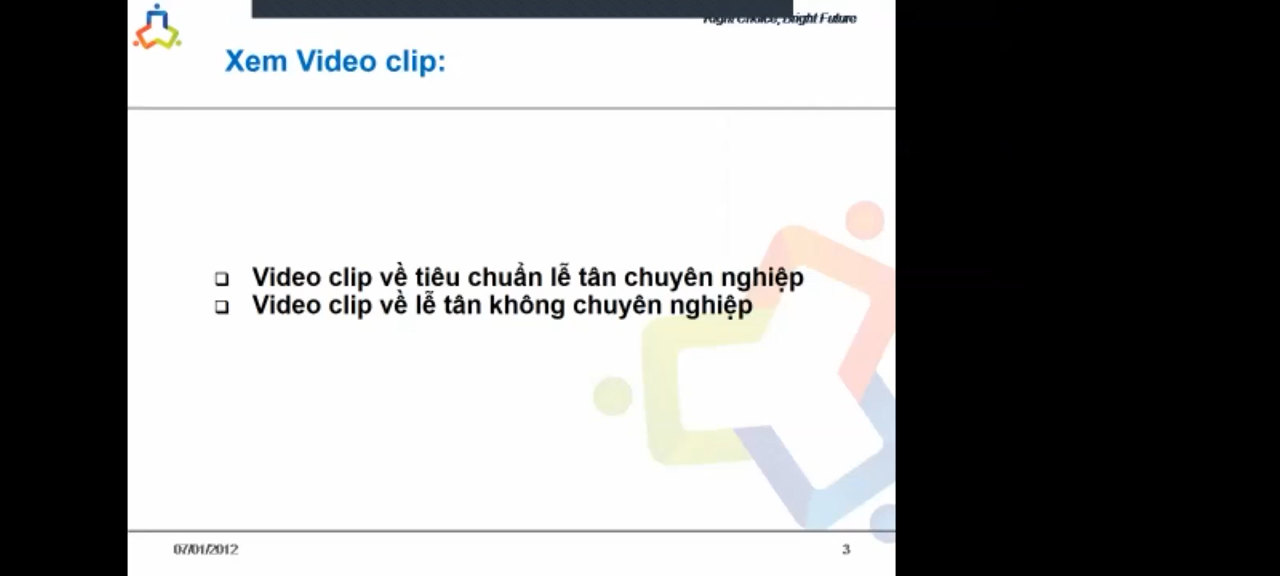 Right Choice, Bright Future
Xem Video clip:
❑ Video clip về tiêu chuẩn lễ tân chuyên nghiệp
❑ Video clip về lễ tân không chuyên nghiệp
07/01/2012
3